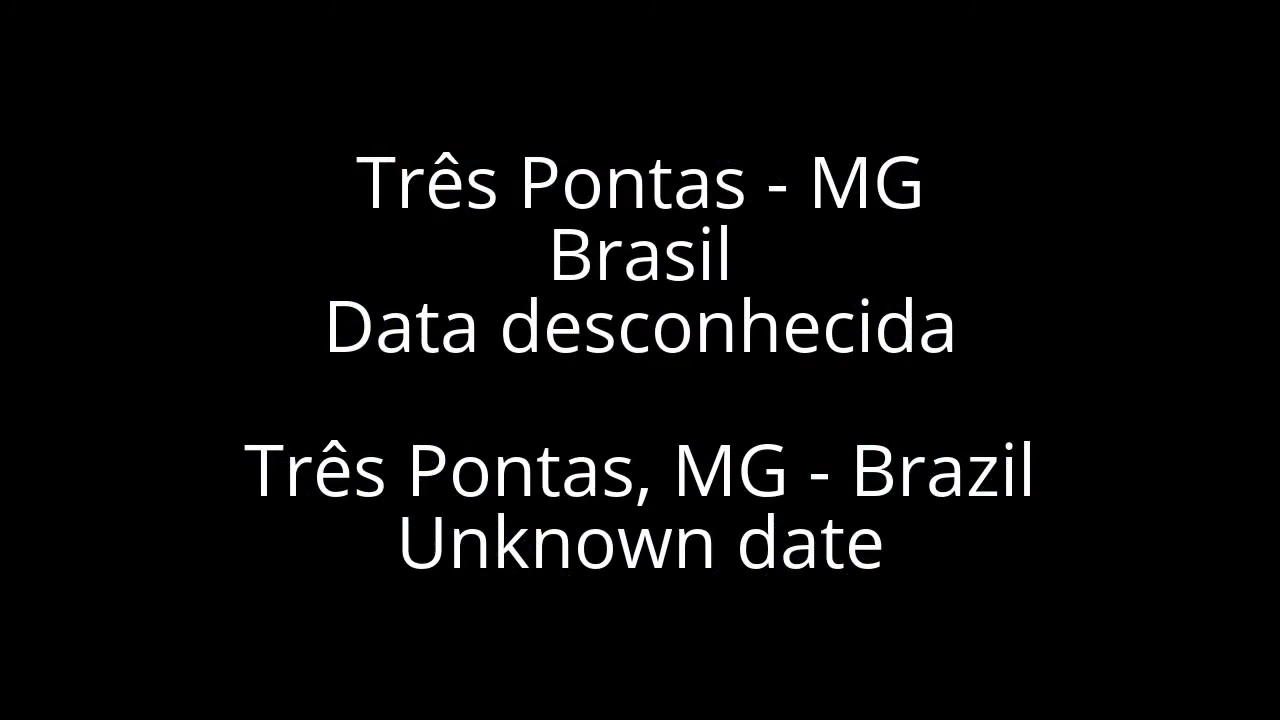 Três Pontas - MG
Brasil
Data desconhecida
Três Pontas, MG - Brazil
Unknown date